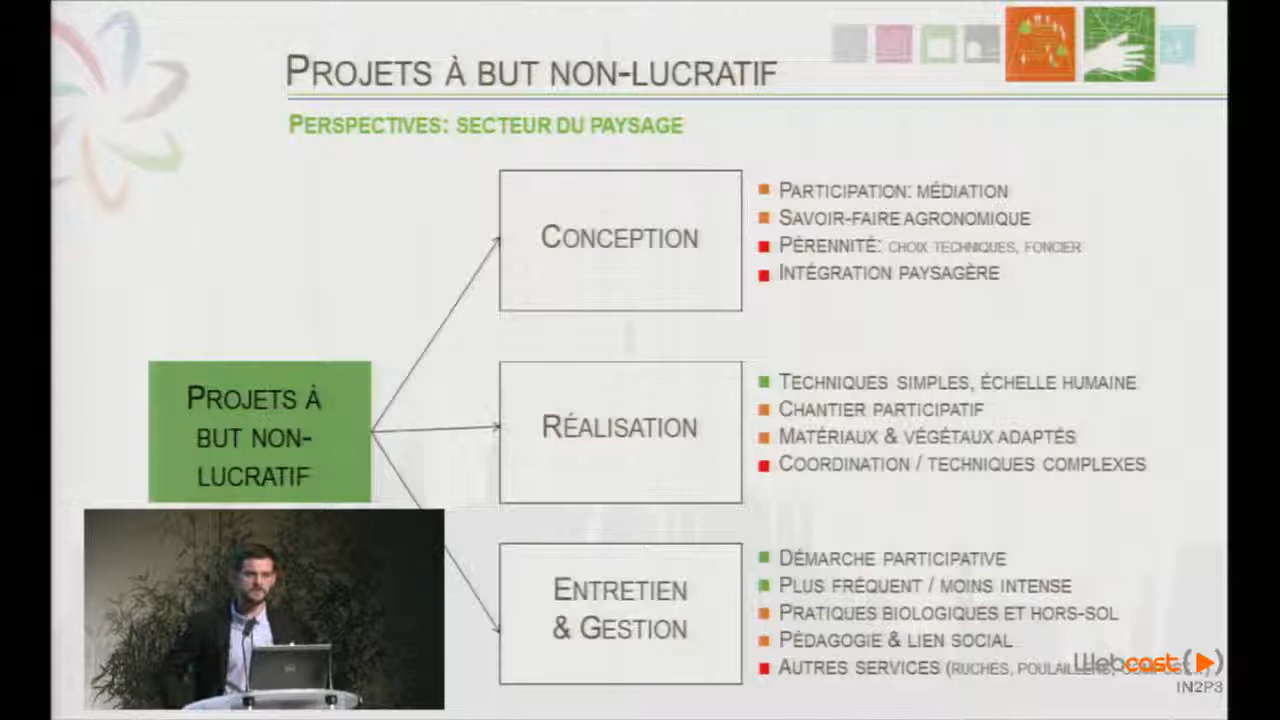 PROJETS À BUT NON-LUCRATIF
PERSPECTIVES: SECTEUR DU PAYSAGE
PROJETS À
BUT NON-
LUCRATIF
CONCEPTION
PARTICIPATION: MÉDIATION
SAVOIR-FAIRE AGRONOMIQUE
PÉRENNITÉ: CHOIX TECHNIQUES, FONCIER
INTÉGRATION PAYSAGÈRE
RÉALISATION
TECHNIQUES SIMPLES, ÉCHELLE HUMAINE
CHANTIER PARTICIPATIF
MATÉRIAUX & VÉGÉTAUX ADAPTÉS
COORDINATION / TECHNIQUES COMPLEXES
ENTRETIEN
& GESTION
DÉMARCHE PARTICIPATIVE
PLUS FRÉQUENT / MOINS INTENSE
PRATIQUES BIOLOGIQUES ET HORS-SOL
PÉDAGOGIE & LIEN SOCIAL
AUTRES SERVICES (RUCHES, POULAILLERS,
Webcast
IN2P3